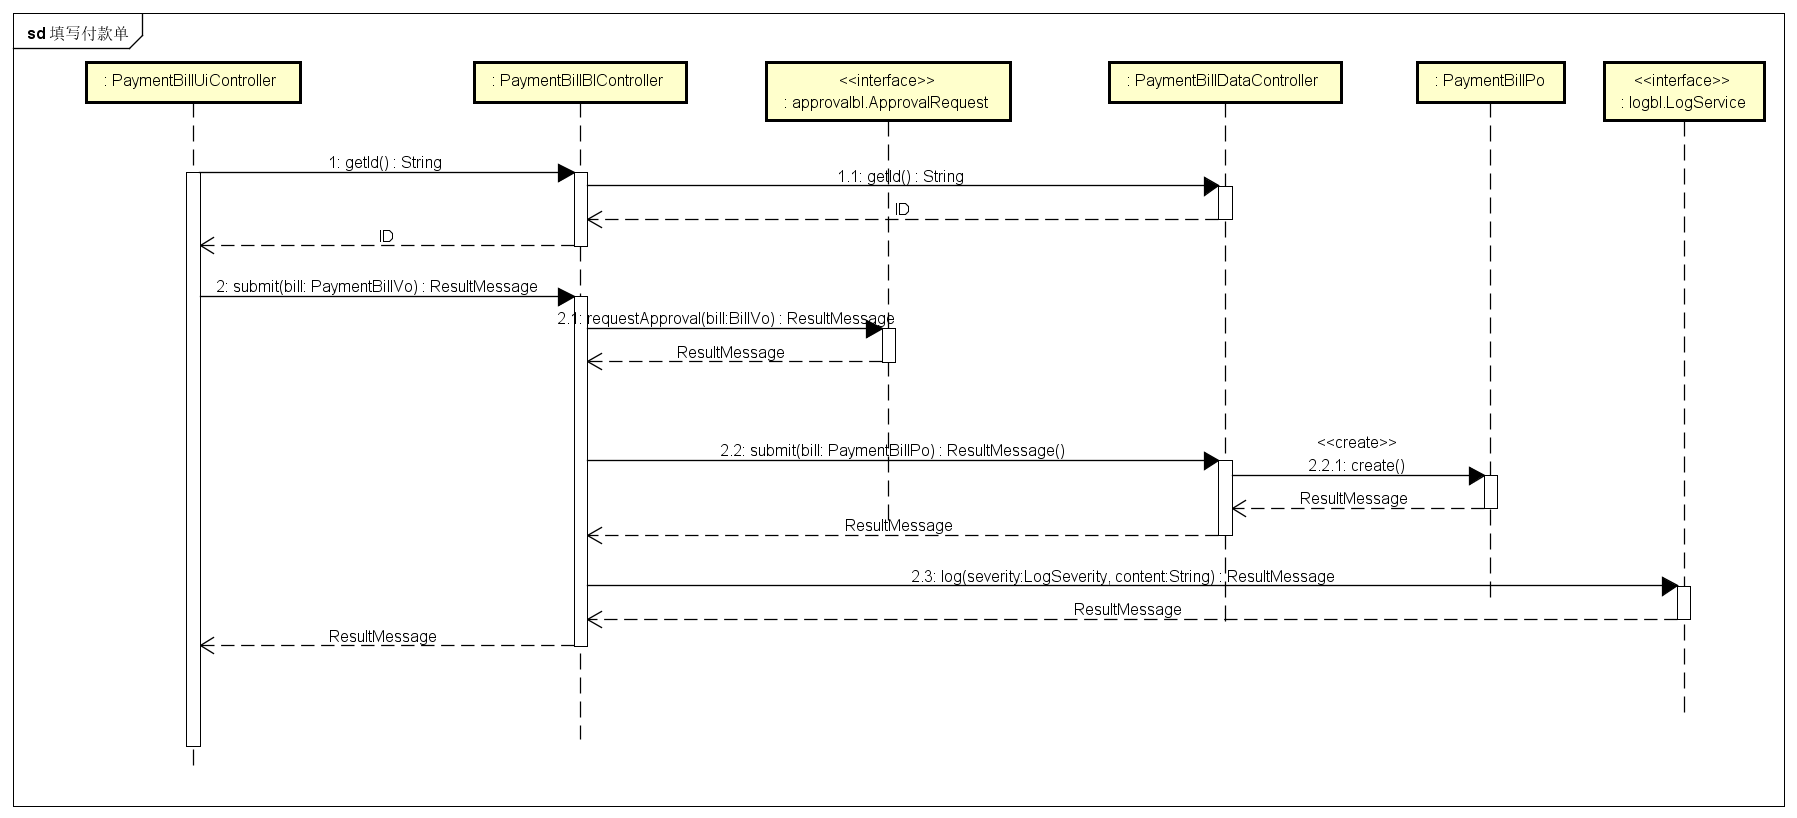 sd 填写付款单
: PaymentBillUiController
: PaymentBillBlController
<<interface>>
: approvalbl.ApprovalRequest
: PaymentBillDataController
: PaymentBillPo
<<interface>>
: logbl.LogService
1: getId() : String
1.1: getId() : String
ID
ID
2: submit(bill: PaymentBillVo) : ResultMessage
2.1: requestApproval(bill:BillVo) : ResultMessage
ResultMessage
2.2: submit(bill: PaymentBillPo) : ResultMessage()
<<create>>
2.2.1: create()
ResultMessage
ResultMessage
2.3: log(severity:LogSeverity, content:String) : ResultMessage
ResultMessage
ResultMessage